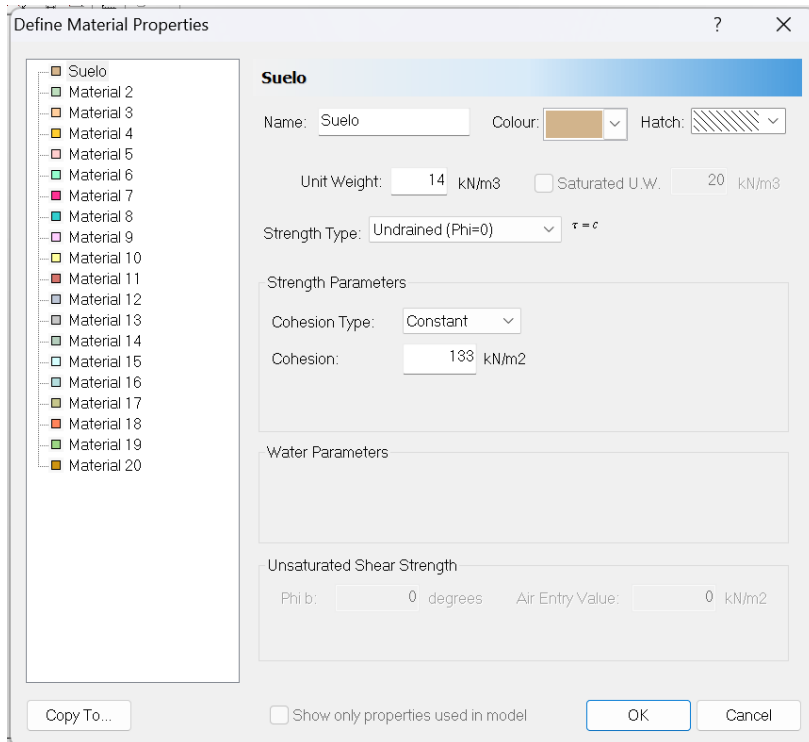 Define Material Properties
?
Suelo
Material 2
Material 3
Material 4
Material 5
Material 6
Material 7
Material 8
Material 9
Material 10
Material 11
Material 12
Material 13
Material 14
Material 15
Material 16
Material 17
Material 18
Material 19
Material 20
Suelo
Name: Suelo Colour: Hatch:
Unit Weight: 14 kN/m3 Saturated U.W. 20 kN/m3
Strength Type: Undrained (Phi=0) τ = c
Strength Parameters
Cohesion Type: Constant
Cohesion: 133 kN/m2
Water Parameters
Unsaturated Shear Strength
Phi b: 0 degrees Air Entry Value: 0 kN/m2
Copy To... Show only properties used in model OK Cancel